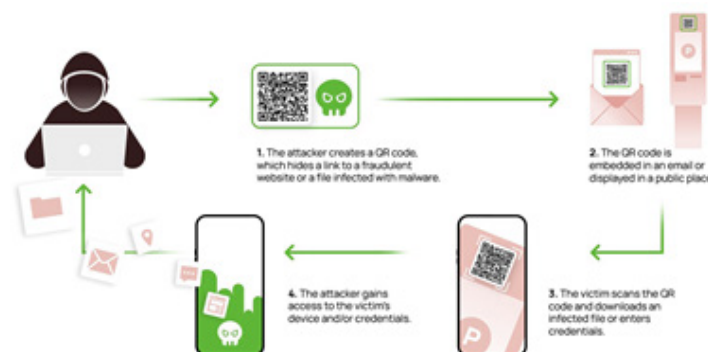 1. The attacker creates a QR code,
which hides a link to a fraudulent
website or a file infected with malware.
P
2. The QR code is
embedded in an email or
displayed in a public place
4. The attacker gains
access to the victim's
device and/or credentials.
P
3. The victim scans the QR
code and downloads an
infected file or enters
credentials.